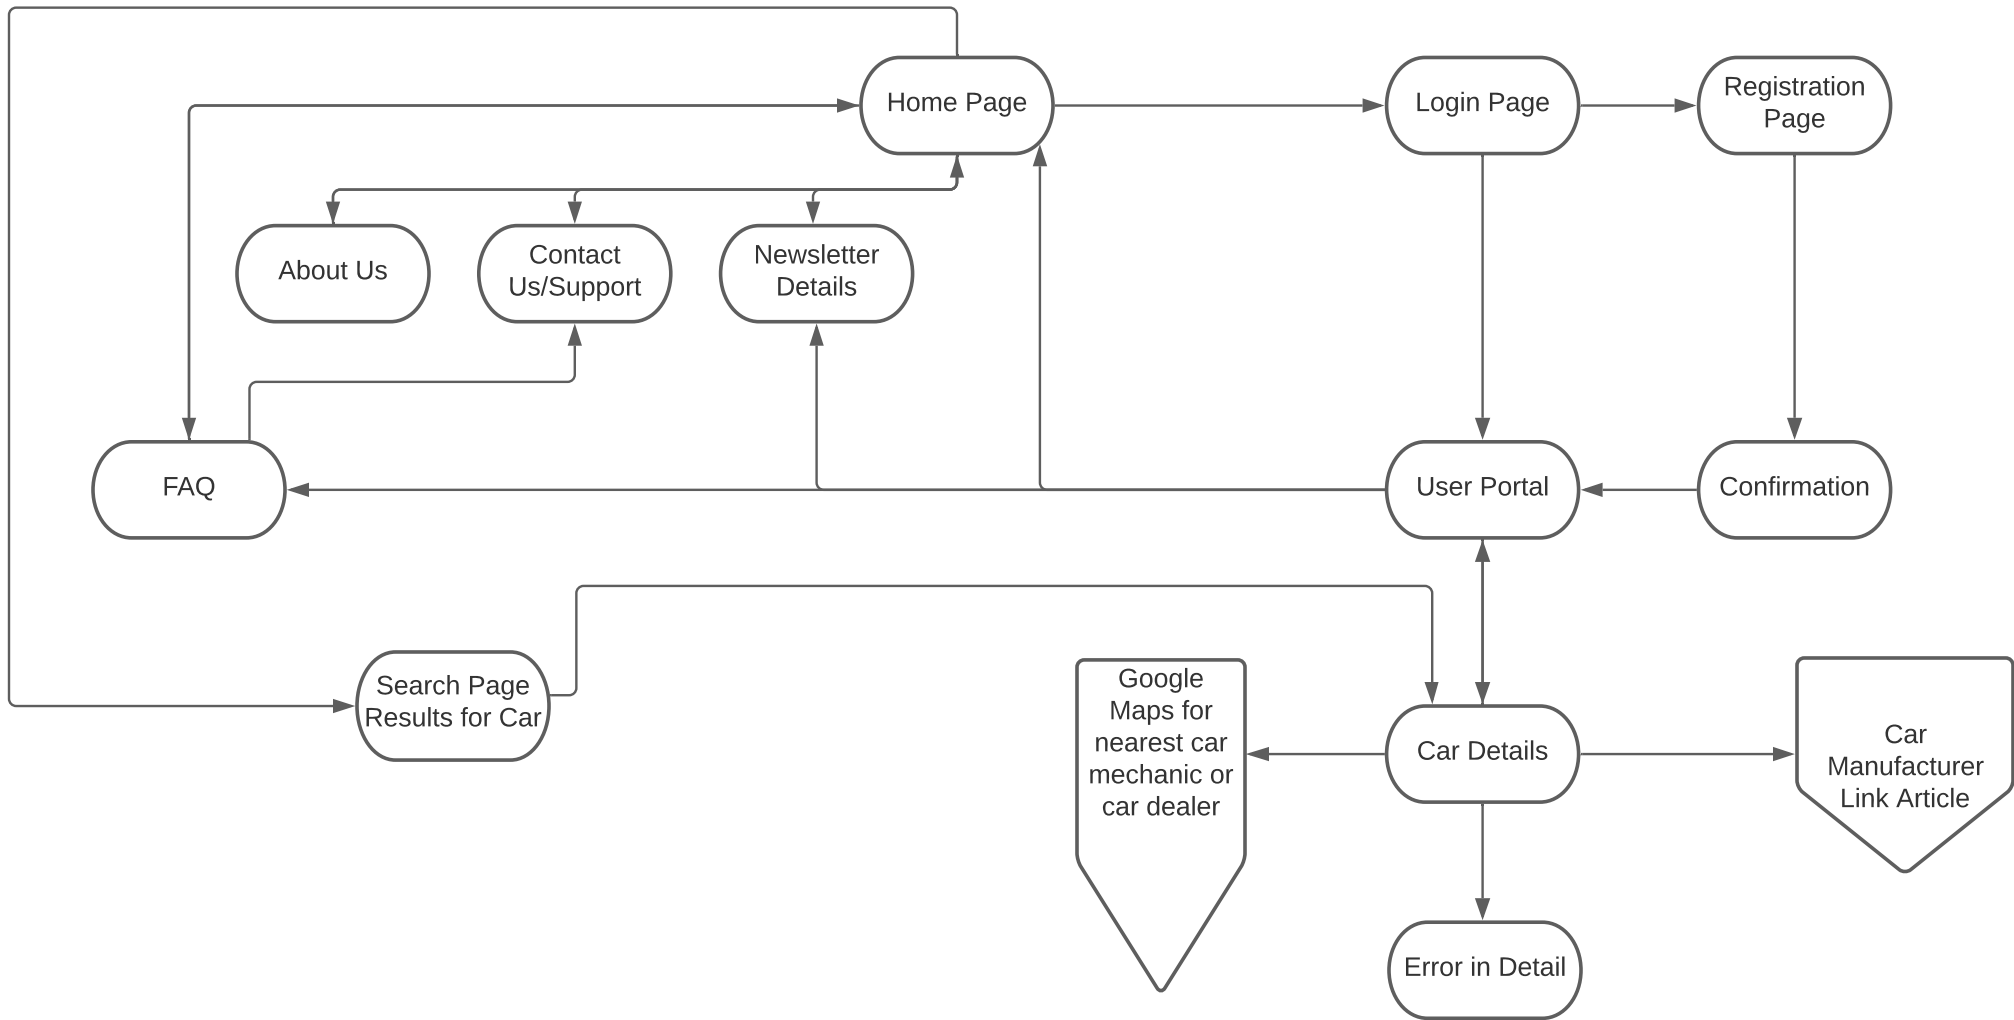 Home Page
Login Page
Registration
Page
About Us
Contact
Us/Support
Newsletter
Details
FAQ
User Portal
Confirmation
Search Page
Results for Car
Google
Maps for
nearest car
mechanic or
car dealer
Car Details
Car
Manufacturer
Link Article
Error in Detail